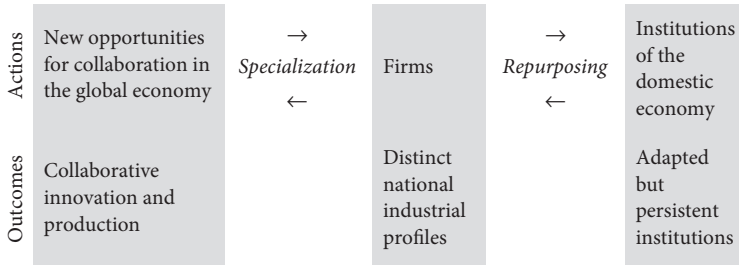 Actions
New opportunities
for collaboration in
the global economy
→
Specialization
←
Firms
→
Repurposing
←
Institutions
of the
domestic
economy
Outcomes
Collaborative
innovation and
production
Distinct
national
industrial
profiles
Adapted
but
persistent
institutions